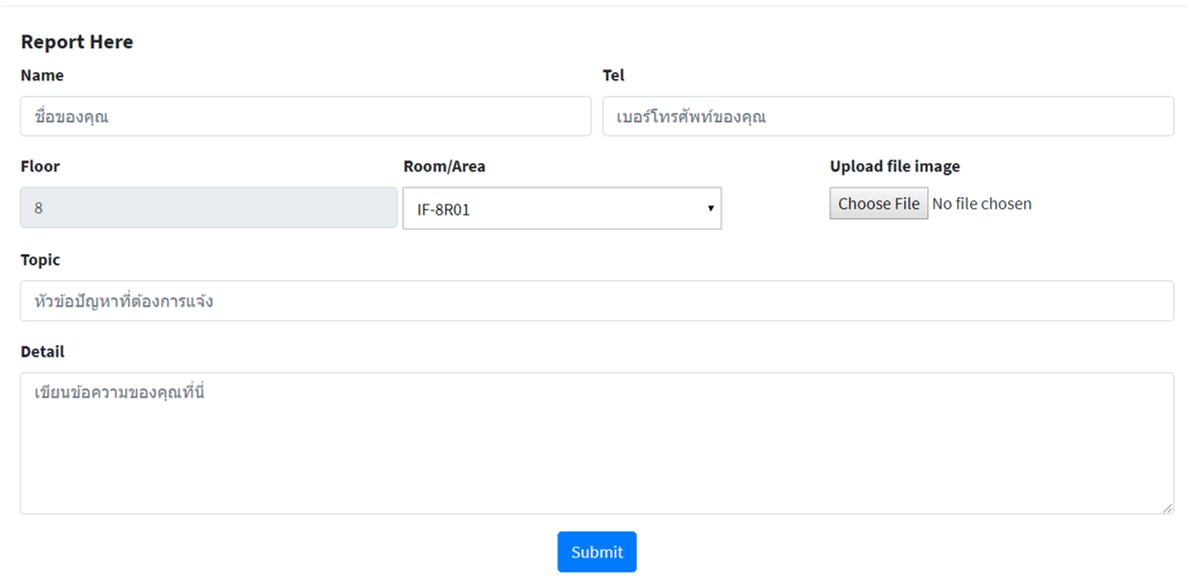 Report Here
Name Tel
ชื่อของคุณ เบอร์โทรศัพท์ของคุณ
Floor Room/Area Upload file image
8 IF-8R01 Choose File No file chosen
Topic
หัวข้อปัญหาที่ต้องการแจ้ง
Detail
เขียนข้อความของคุณที่นี่
Submit